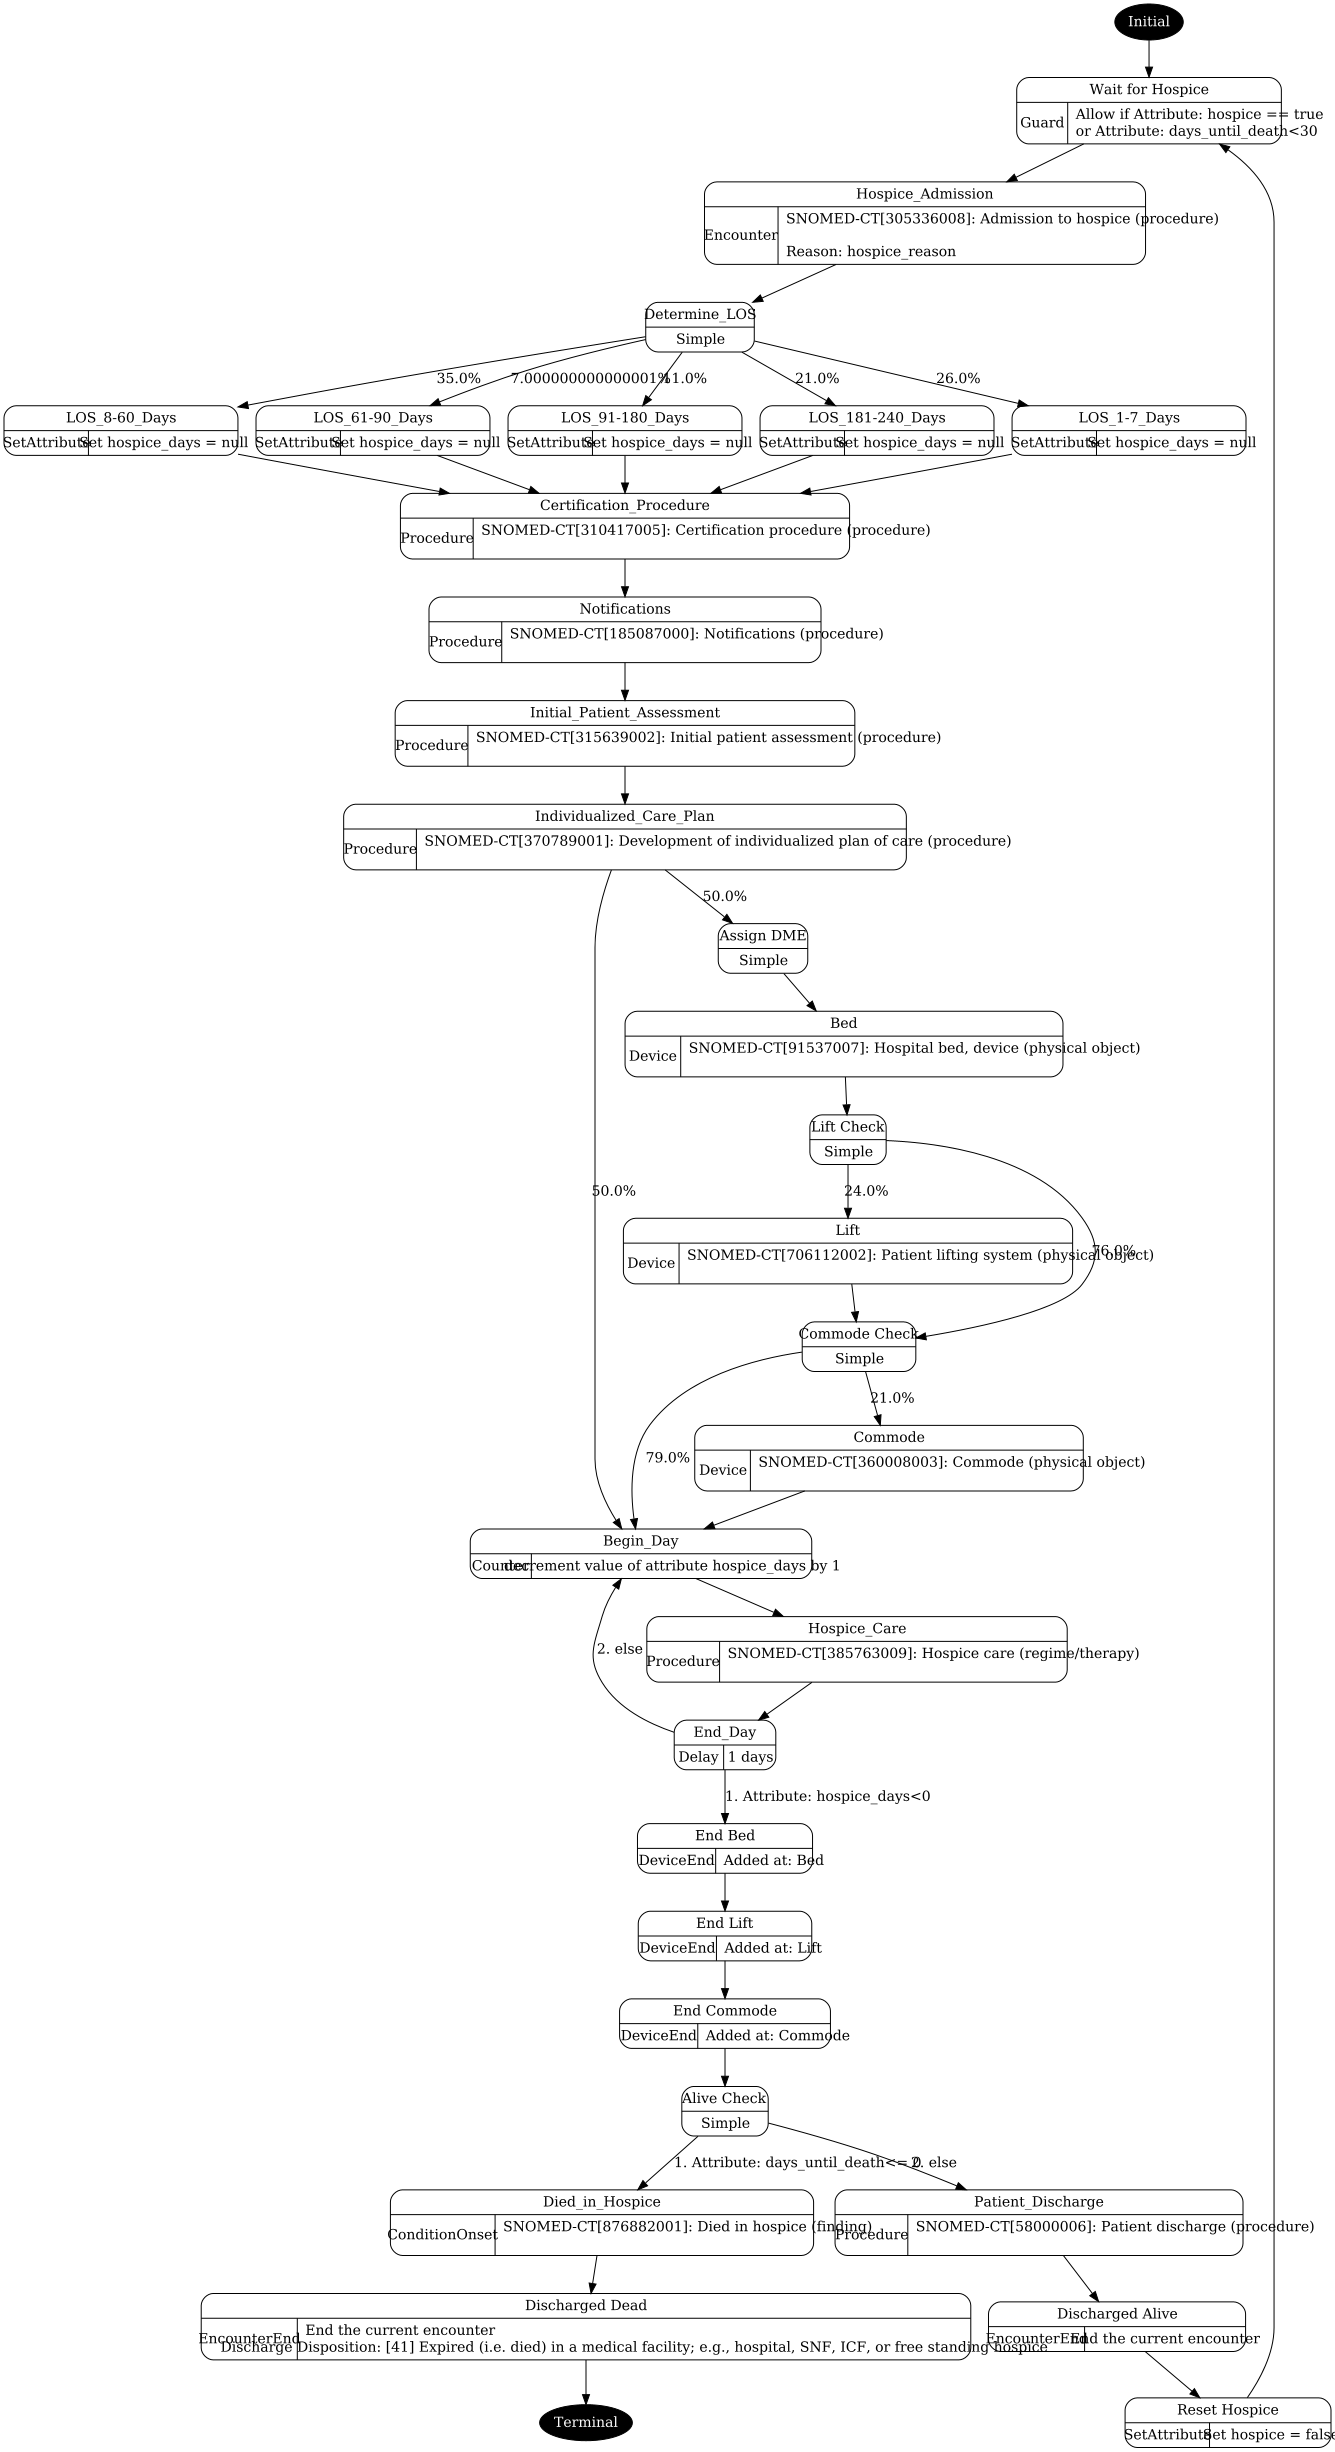 Initial
Wait for Hospice
Guard
Allow if Attribute: hospice == true
or Attribute: days_until_death<30
Hospice_Admission
Encounter
SNOMED-CT[305336008]: Admission to hospice (procedure)
Reason: hospice_reason
Determine_LOS
Simple
35.0%
7.000000000000001%
11.0%
21.0%
26.0%
LOS_8-60_Days
SetAttribute
Set hospice_days = null
LOS_61-90_Days
SetAttribute
Set hospice_days = null
LOS_91-180_Days
SetAttribute
Set hospice_days = null
LOS_181-240_Days
SetAttribute
Set hospice_days = null
LOS_1-7_Days
SetAttribute
Set hospice_days = null
Certification_Procedure
Procedure
SNOMED-CT[310417005]: Certification procedure (procedure)
Notifications
Procedure
SNOMED-CT[185087000]: Notifications (procedure)
Initial_Patient_Assessment
Procedure
SNOMED-CT[315639002]: Initial patient assessment (procedure)
Individualized_Care_Plan
Procedure
SNOMED-CT[370789001]: Development of individualized plan of care (procedure)
50.0%
Assign DME
Simple
Bed
Device
SNOMED-CT[91537007]: Hospital bed, device (physical object)
Lift Check
Simple
50.0%
24.0%
76.0%
Lift
Device
SNOMED-CT[706112002]: Patient lifting system (physical object)
Commode Check
Simple
21.0%
79.0%
Commode
Device
SNOMED-CT[360008003]: Commode (physical object)
Begin_Day
Counter
decrement value of attribute hospice_days by 1
2. else
Hospice_Care
Procedure
SNOMED-CT[385763009]: Hospice care (regime/therapy)
End_Day
Delay
1 days
1. Attribute: hospice_days<0
End Bed
DeviceEnd
Added at: Bed
End Lift
DeviceEnd
Added at: Lift
End Commode
DeviceEnd
Added at: Commode
Alive Check
Simple
1. Attribute: days_until_death<= 0
2. else
Died_in_Hospice
ConditionOnset
SNOMED-CT[876882001]: Died in hospice (finding)
Patient_Discharge
Procedure
SNOMED-CT[58000006]: Patient discharge (procedure)
Discharged Dead
EncounterEnd
End the current encounter
Discharge Disposition: [41] Expired (i.e. died) in a medical facility; e.g., hospital, SNF, ICF, or free standing hospice
Discharged Alive
EncounterEnd
End the current encounter
Terminal
Reset Hospice
SetAttribute
Set hospice = false